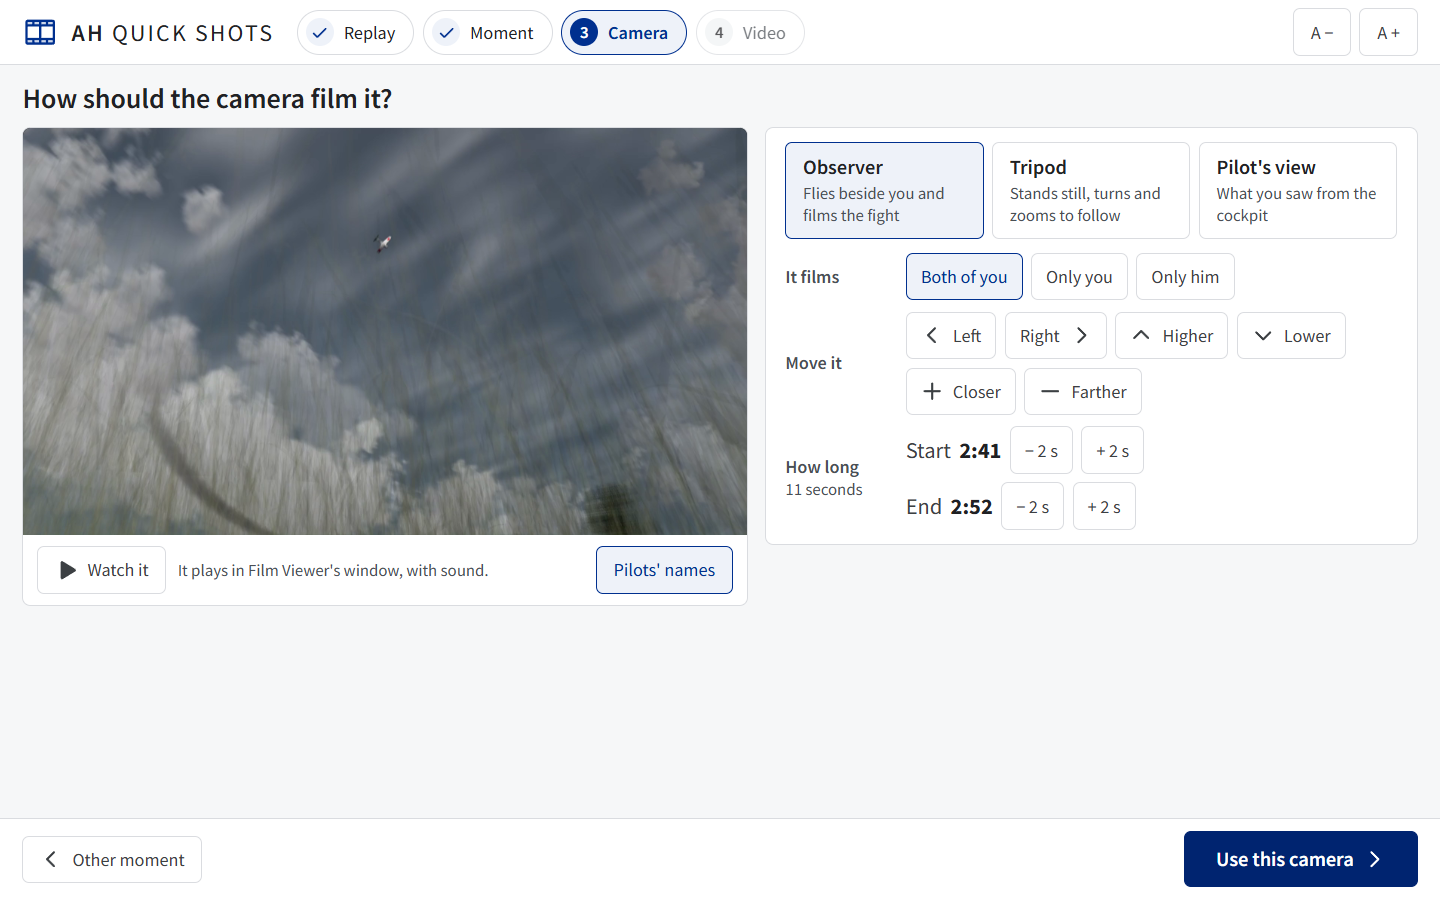 AH QUICK SHOTS
Replay
Moment
3 Camera
4 Video
A −
A +
How should the camera film it?
Observer
Flies beside you and
films the fight
Tripod
Stands still, turns and
zooms to follow
Pilot's view
What you saw from the
cockpit
It films
Both of you
Only you
Only him
Move it
Left
Right
Higher
Lower
Closer
Farther
How long
11 seconds
Start 2:41
− 2 s
+ 2 s
End 2:52
− 2 s
+ 2 s
Watch it
It plays in Film Viewer's window, with sound.
Pilots' names
Other moment
Use this camera